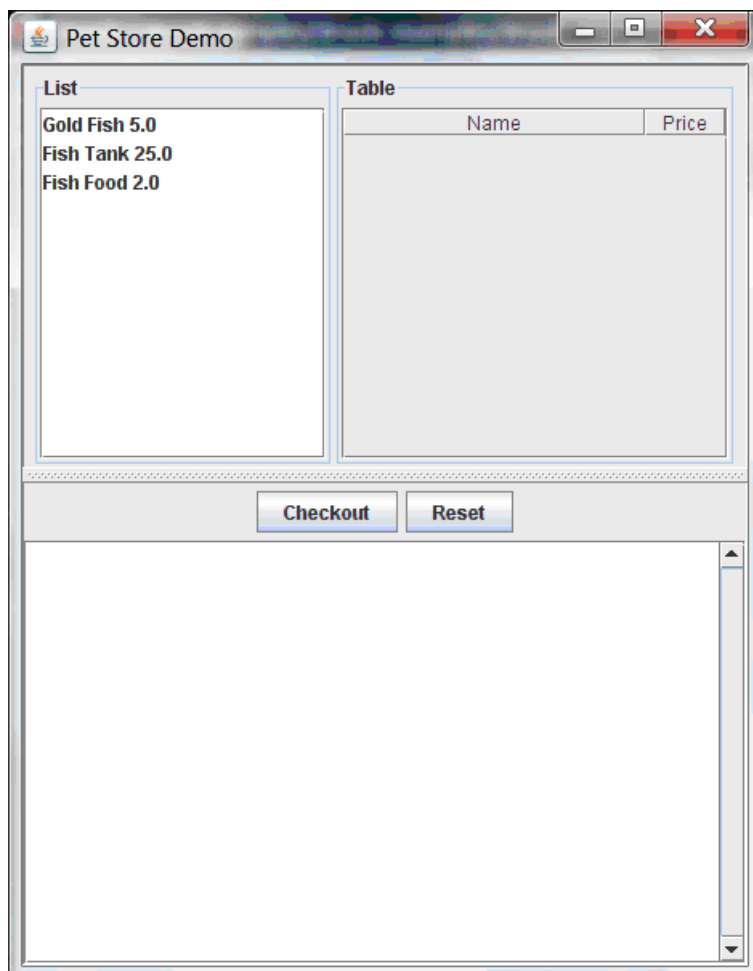 Pet Store Demo
List
Table
Gold Fish 5.0
Fish Tank 25.0
Fish Food 2.0
Name
Price
Checkout
Reset